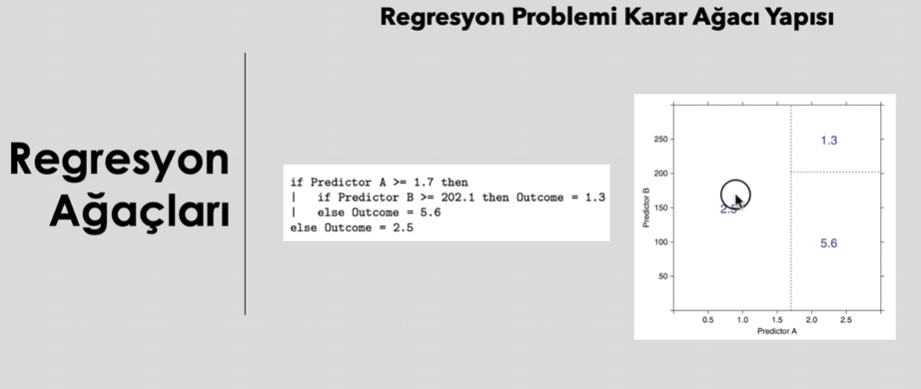 Regresyon Problemi Karar Ağacı Yapısı
Regresyon
Ağaçları
if Predictor A >= 1.7 then
|   if Predictor B >= 202.1 then Outcome = 1.3
|   else Outcome = 5.6
else Outcome = 2.5
Predictor B
250
200
150
100
50
1.3
5.6
0.5 1.0 1.5 2.0 2.5
Predictor A